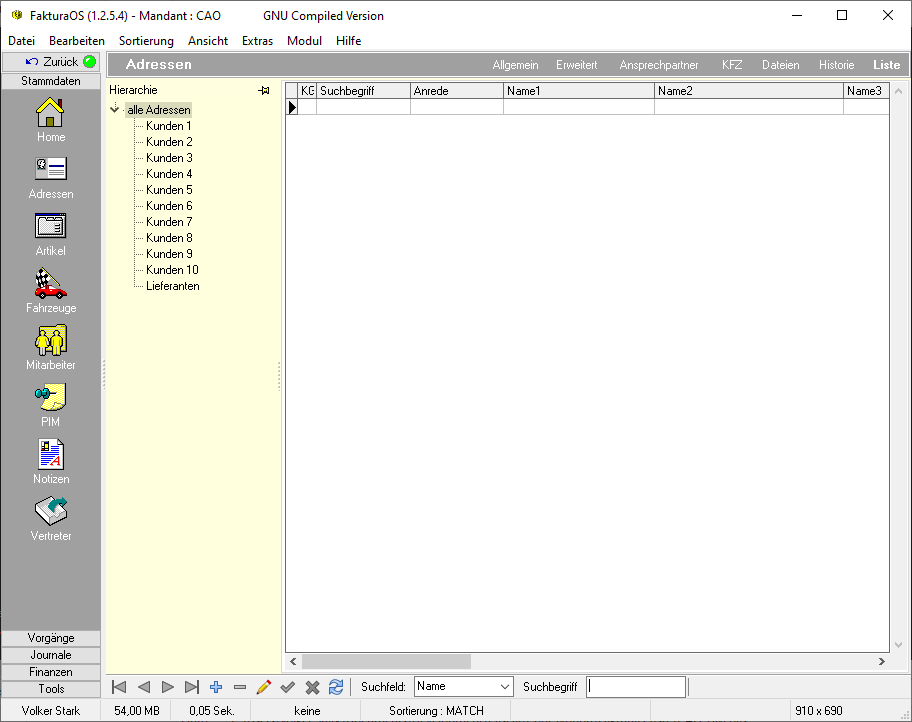 FakturaOS (1.2.5.4) - Mandant : CAO GNU Compiled Version
Datei Bearbeiten Sortierung Ansicht Extras Modul Hilfe
Zurück
Adressen Allgemein Erweitert Ansprechpartner KFZ Dateien Historie Liste
Stammdaten
Home
Adressen
Artikel
Fahrzeuge
Mitarbeiter
PIM
Notizen
Vertreter
Vorgänge
Journale
Finanzen
Tools
Hierarchie
alle Adressen
Kunden 1
Kunden 2
Kunden 3
Kunden 4
Kunden 5
Kunden 6
Kunden 7
Kunden 8
Kunden 9
Kunden 10
Lieferanten
KG Suchbegriff Anrede Name1 Name2 Name3
Suchfeld: Name Suchbegriff
Volker Stark 54,00 MB 0,05 Sek. keine Sortierung : MATCH 910 x 690